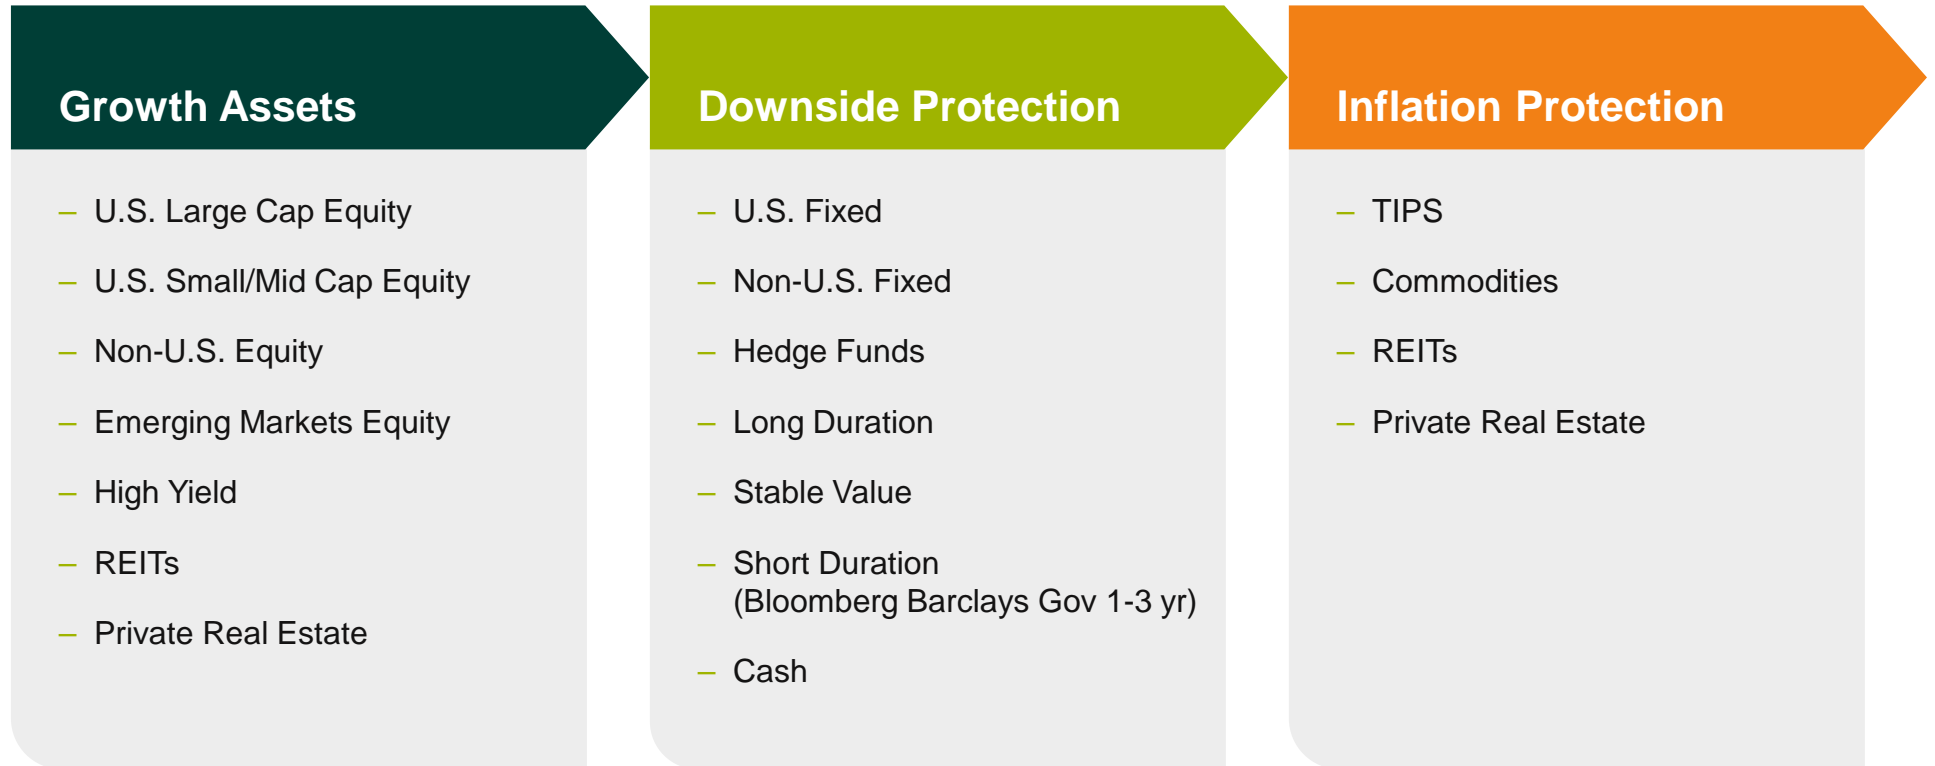 Growth Assets
– U.S. Large Cap Equity
– U.S. Small/Mid Cap Equity
– Non-U.S. Equity
– Emerging Markets Equity
– High Yield
– REITs
– Private Real Estate
Downside Protection
– U.S. Fixed
– Non-U.S. Fixed
– Hedge Funds
– Long Duration
– Stable Value
– Short Duration
(Bloomberg Barclays Gov 1-3 yr)
– Cash
Inflation Protection
– TIPS
– Commodities
– REITs
– Private Real Estate